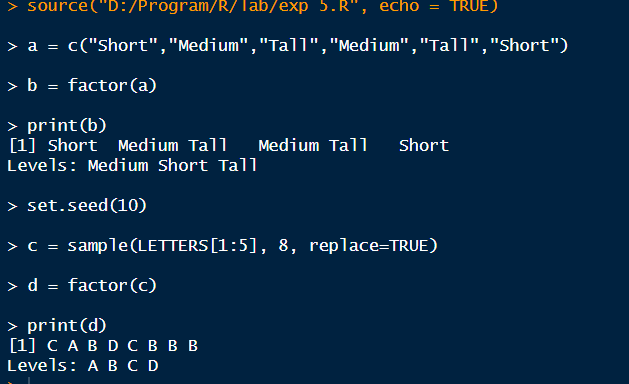 > source("D:/Program/R/lab/exp 5.R", echo = TRUE)
> a = c("Short","Medium","Tall","Medium","Tall","Short")
> b = factor(a)
> print(b)
[1] Short  Medium Tall   Medium Tall   Short
Levels: Medium Short Tall
> set.seed(10)
> c = sample(LETTERS[1:5], 8, replace=TRUE)
> d = factor(c)
> print(d)
[1] C A B D C B B B
Levels: A B C D
>